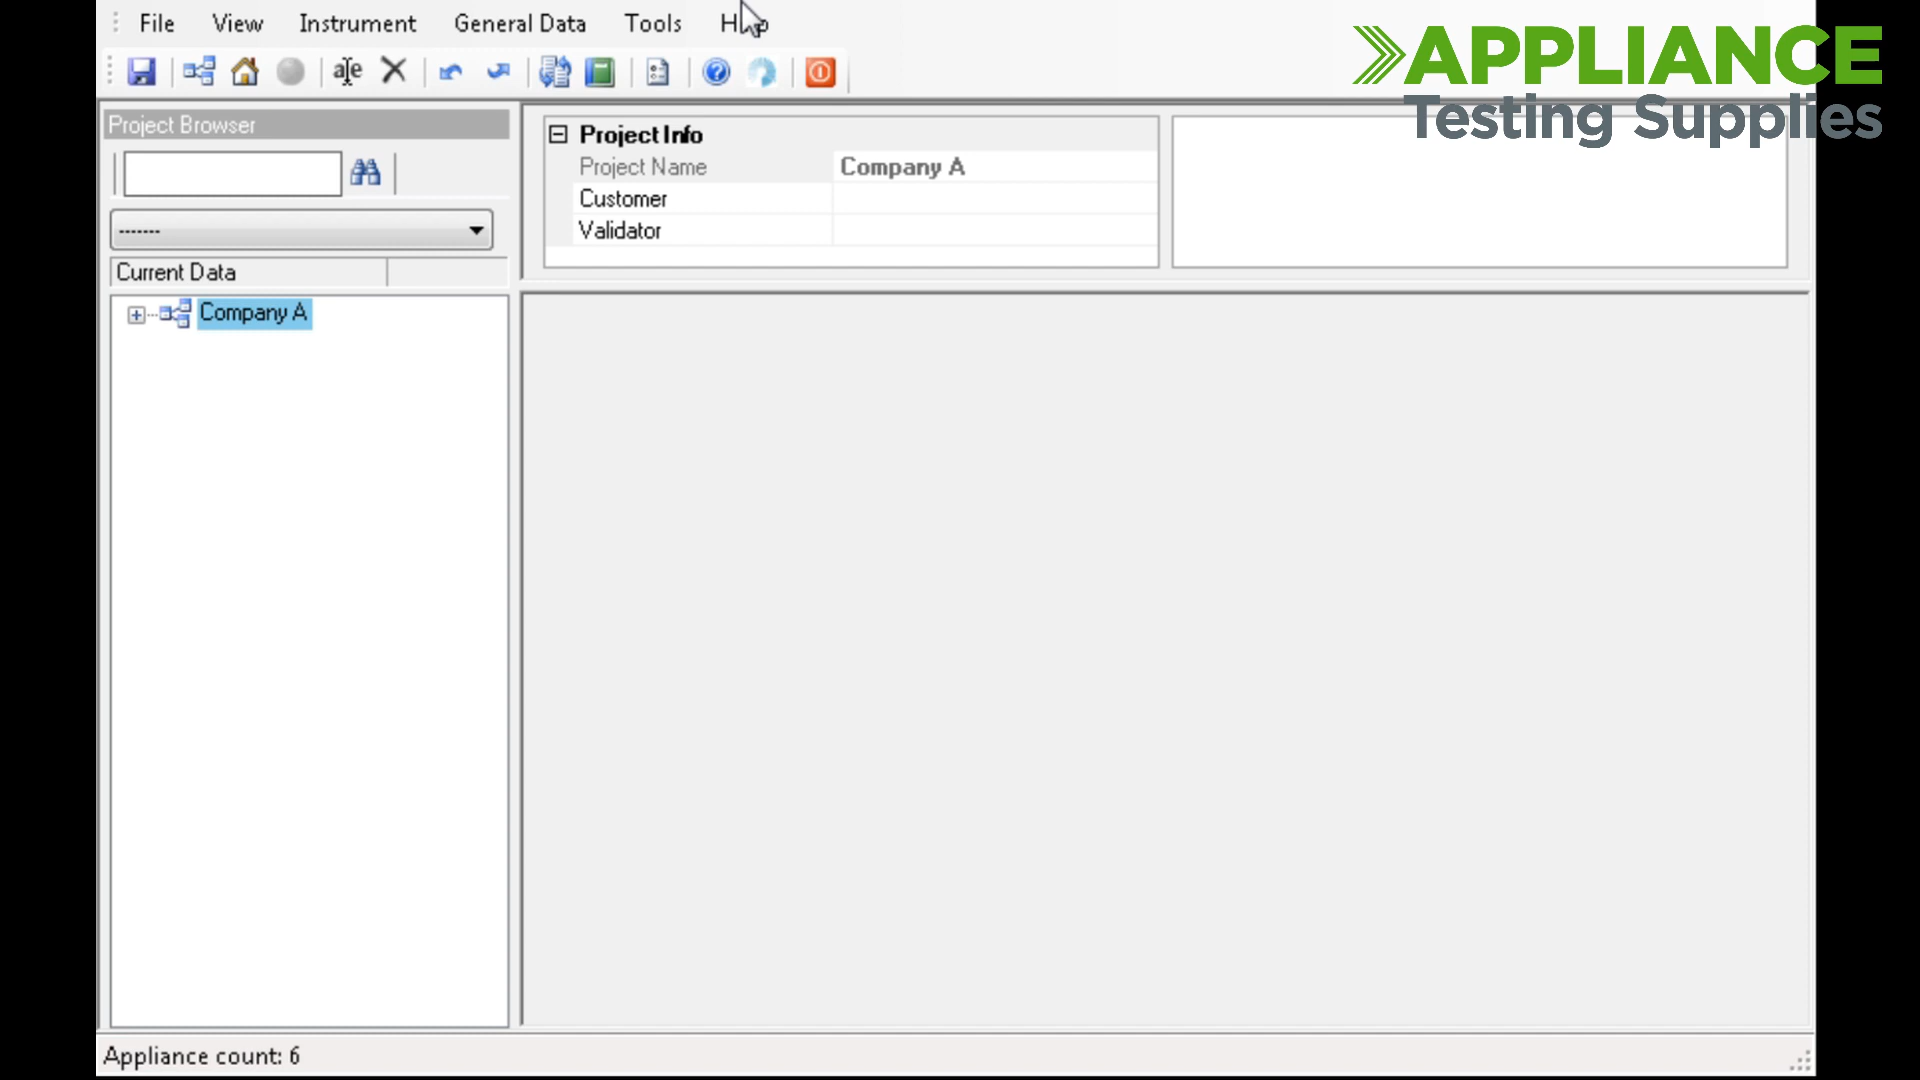 File View Instrument General Data Tools
APPLIANCE
Testing Supplies
a|e
Project Browser
Project Info
Project Name Company A
Customer
Validator
-------
Current Data
Company A
Appliance count: 6